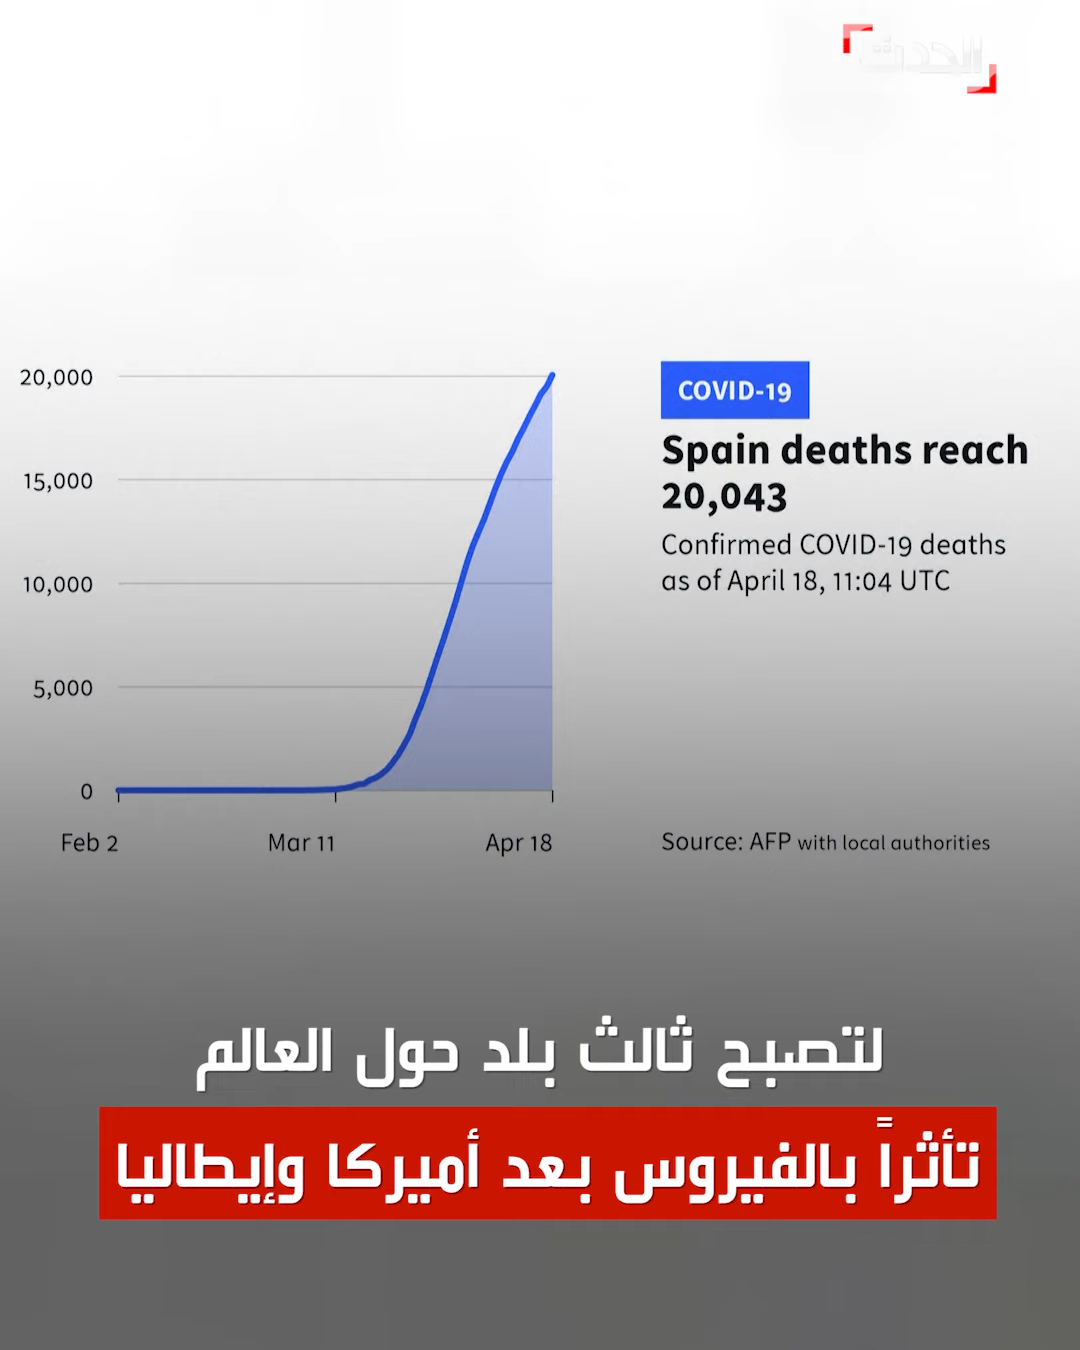 الحدث
20,000
15,000
10,000
5,000
0
Feb 2
Mar 11
Apr 18
COVID-19
Spain deaths reach
20,043
Confirmed COVID-19 deaths
as of April 18, 11:04 UTC
Source: AFP with local authorities
لتصبح ثالث بلد حول العالم
تأثراً بالفيروس بعد أميركا وإيطاليا